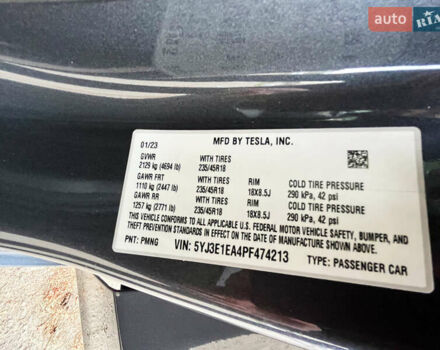 auto RIA
MFD BY TESLA, INC.
01/23
GVWR WITH TIRES
2129 kg (4694 lb) 235/45R18
GAWR FRT WITH TIRES RIM COLD TIRE PRESSURE
1110 kg (2447 lb) 235/45R18 18X8.5J 290 kPa, 42 psi
GAWR RR WITH TIRES RIM COLD TIRE PRESSURE
1257 kg (2771 lb) 235/45R18 18X8.5J 290 kPa, 42 psi
THIS VEHICLE CONFORMS TO ALL APPLICABLE U.S. FEDERAL MOTOR VEHICLE SAFETY, BUMPER, AND
THEFT PREVENTION STANDARDS IN EFFECT ON THE DATE OF MANUFACTURE SHOWN ABOVE.
PNT: PMNG VIN: 5YJ3E1EA4PF474213 TYPE: PASSENGER CAR